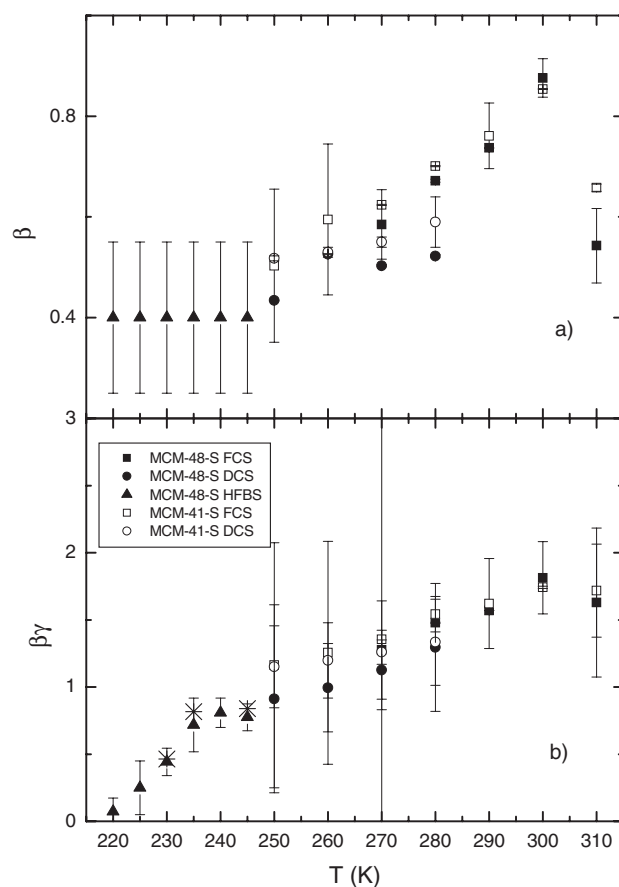 0.8
β
0.4
a)
3
MCM-48-S FCS
MCM-48-S DCS
MCM-48-S HFBS
MCM-41-S FCS
MCM-41-S DCS
2
βγ
1
b)
0
220 230 240 250 260 270 280 290 300 310
T (K)